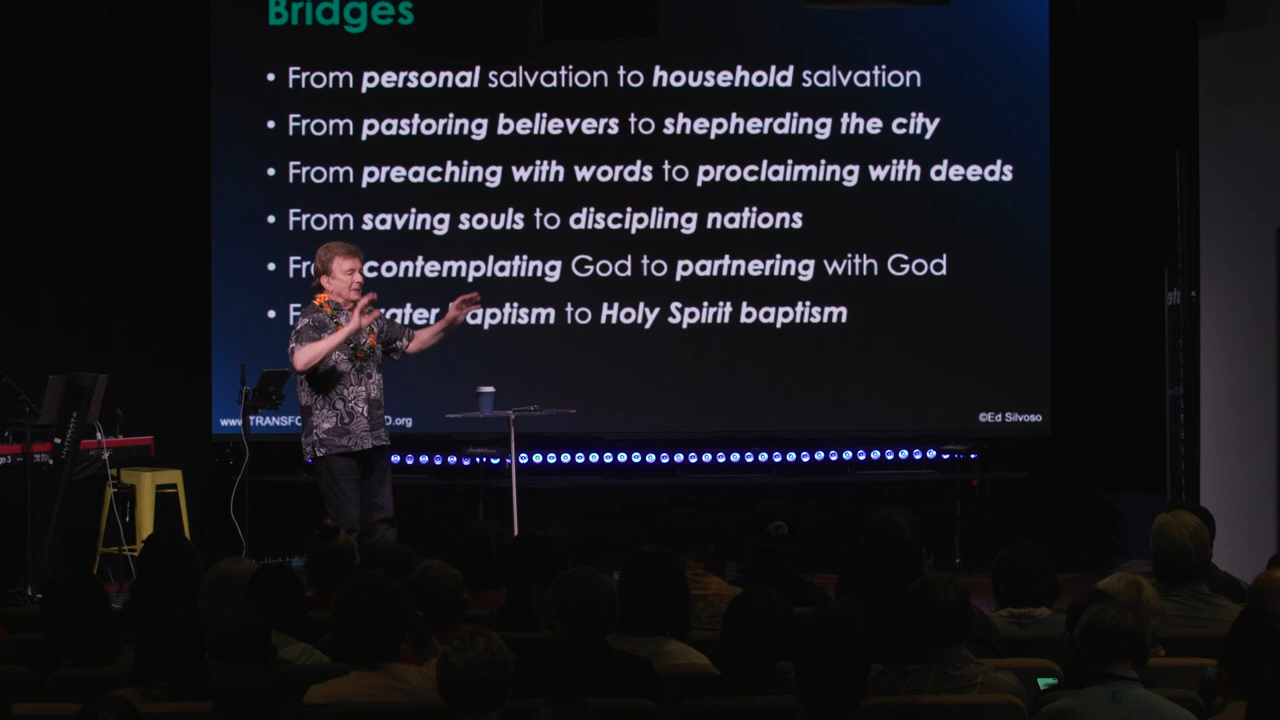 Bridges
• From personal salvation to household salvation
• From pastoring believers to shepherding the city
• From preaching with words to proclaiming with deeds
• From saving souls to discipling nations
• contemplating God to partnering with God
• to Holy Spirit baptism
©Ed Silvoso